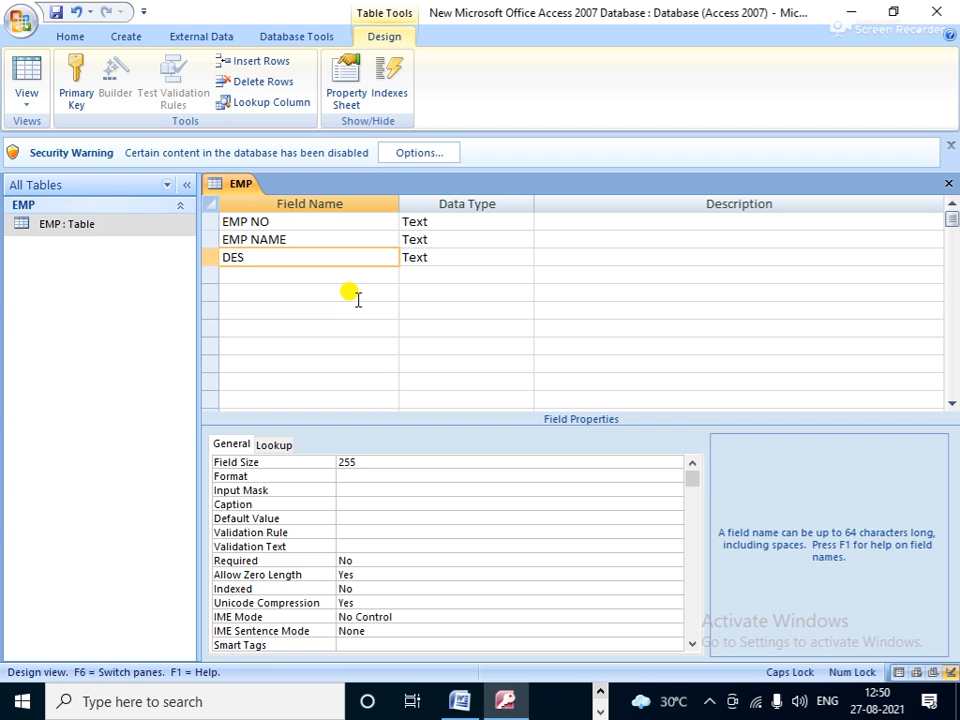 Table Tools
New Microsoft Office Access 2007 Database : Database (Access 2007) - Mic...
Screen Recorder
Home
Create
External Data
Database Tools
Design
View
Primary
Key
Builder
Test Validation
Rules
Insert Rows
Delete Rows
Lookup Column
Property
Sheet
Indexes
Views
Tools
Show/Hide
Security Warning
Certain content in the database has been disabled
Options...
All Tables
EMP
EMP : Table
EMP
Field Name
Data Type
Description
EMP NO
Text
EMP NAME
Text
DES
Text
Field Properties
General
Lookup
Field Size
255
Format
Input Mask
Caption
Default Value
Validation Rule
Validation Text
Required
No
Allow Zero Length
Yes
Indexed
No
Unicode Compression
Yes
IME Mode
No Control
IME Sentence Mode
None
Smart Tags
A field name can be up to 64 characters long,
including spaces. Press F1 for help on field
names.
Activate Windows
Go to Settings to activate Windows.
Design view. F6 = Switch panes. F1 = Help.
Caps Lock
Num Lock
Type here to search
30°C
ENG
12:50
27-08-2021